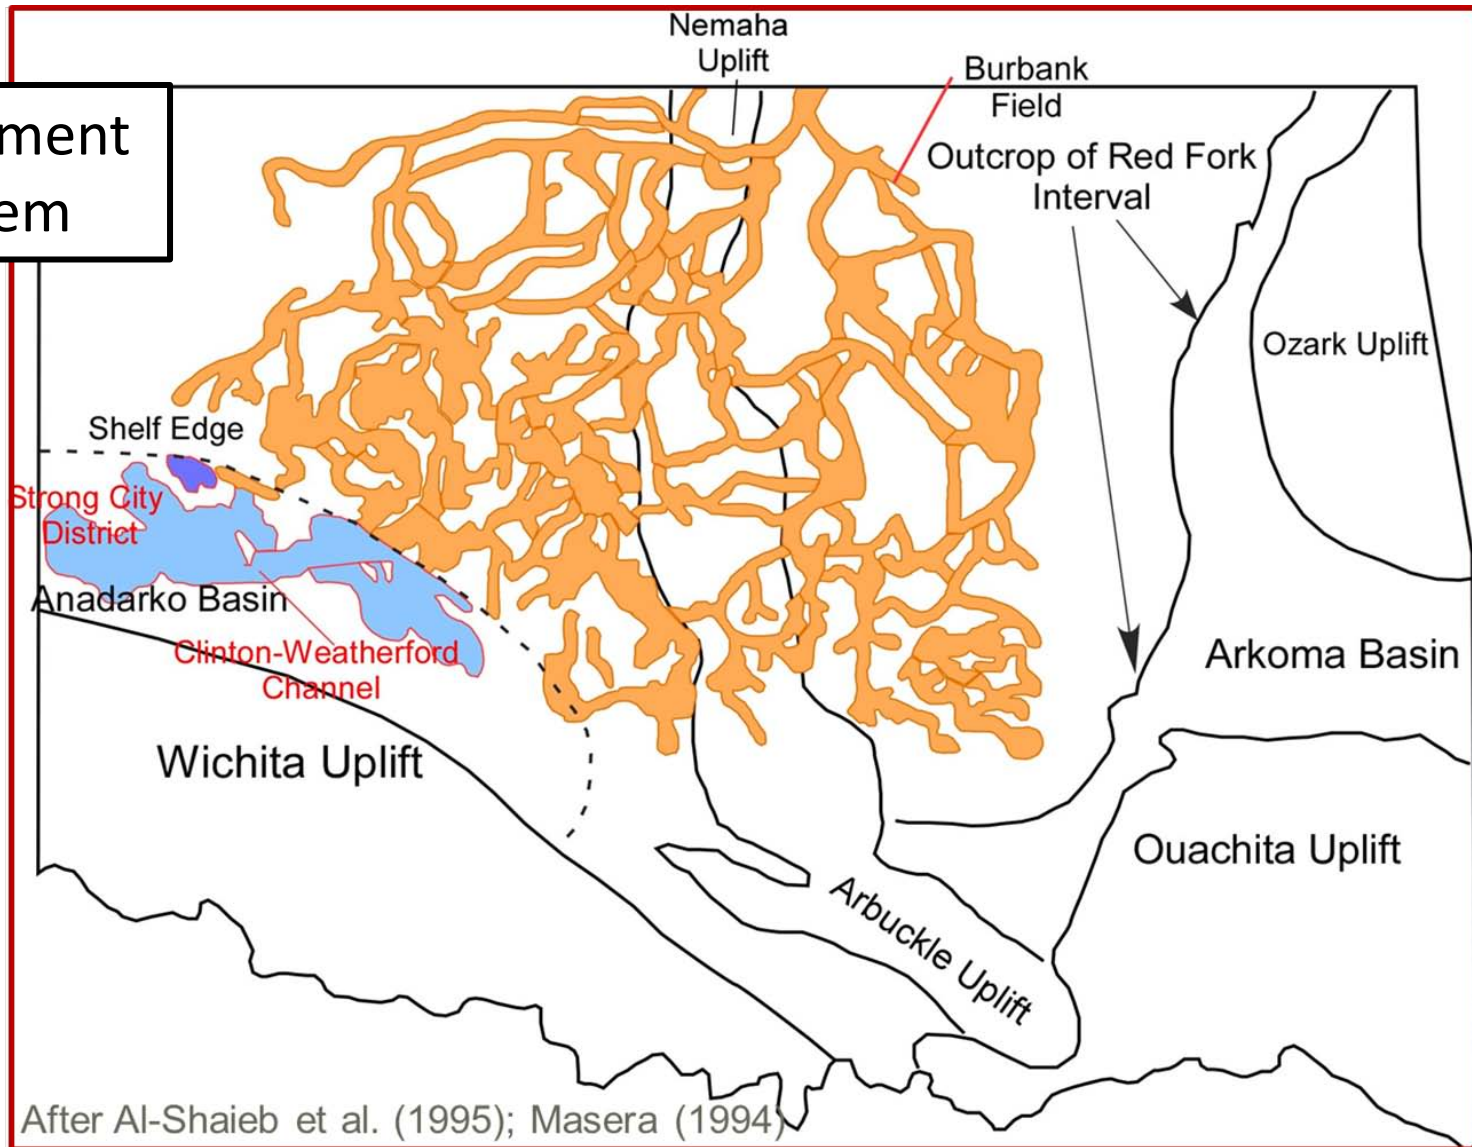 Nemaha
Uplift
Burbank
Field
ment
em
Outcrop of Red Fork
Interval
Ozark Uplift
Shelf Edge
Strong City
District
Anadarko Basin
Clinton-Weatherford
Channel
Arkoma Basin
Wichita Uplift
Ouachita Uplift
Arbuckle Uplift
After Al-Shaieb et al. (1995); Masera (1994)